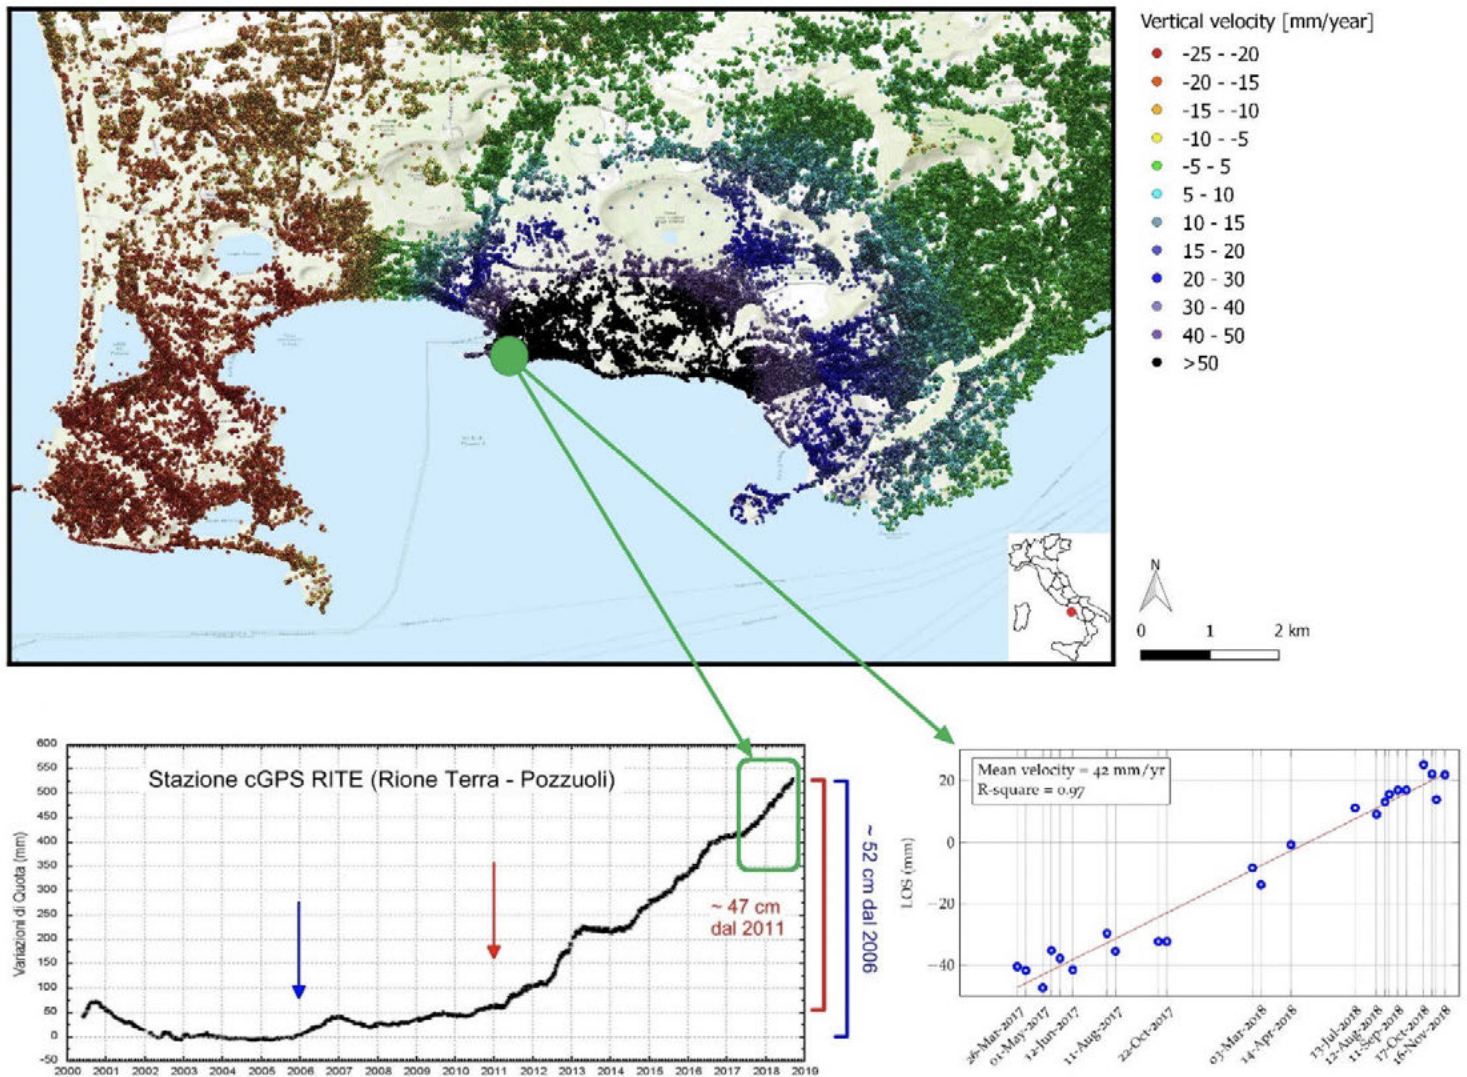 Vertical velocity [mm/year]
-25 - -20
-20 - -15
-15 - -10
-10 - -5
-5 - 5
5 - 10
10 - 15
15 - 20
20 - 30
30 - 40
40 - 50
>50
N
0 1 2 km
Stazione cGPS RITE (Rione Terra - Pozzuoli)
Variazioni di Quota (mm)
600
550
500
450
400
350
300
250
200
150
100
50
0
-50
2000 2001 2002 2003 2004 2005 2006 2007 2008 2009 2010 2011 2012 2013 2014 2015 2016 2017 2018 2019
~ 47 cm
dal 2011
~ 52 cm dal 2006
Mean velocity = 42 mm/yr
R-square = 0.97
LOS (mm)
20
0
−20
−40
26-Mar-2017
01-May-2017
12-Jun-2017
11-Aug-2017
22-Oct-2017
03-Mar-2018
14-Apr-2018
13-Jul-2018
12-Aug-2018
11-Sep-2018
17-Oct-2018
16-Nov-2018